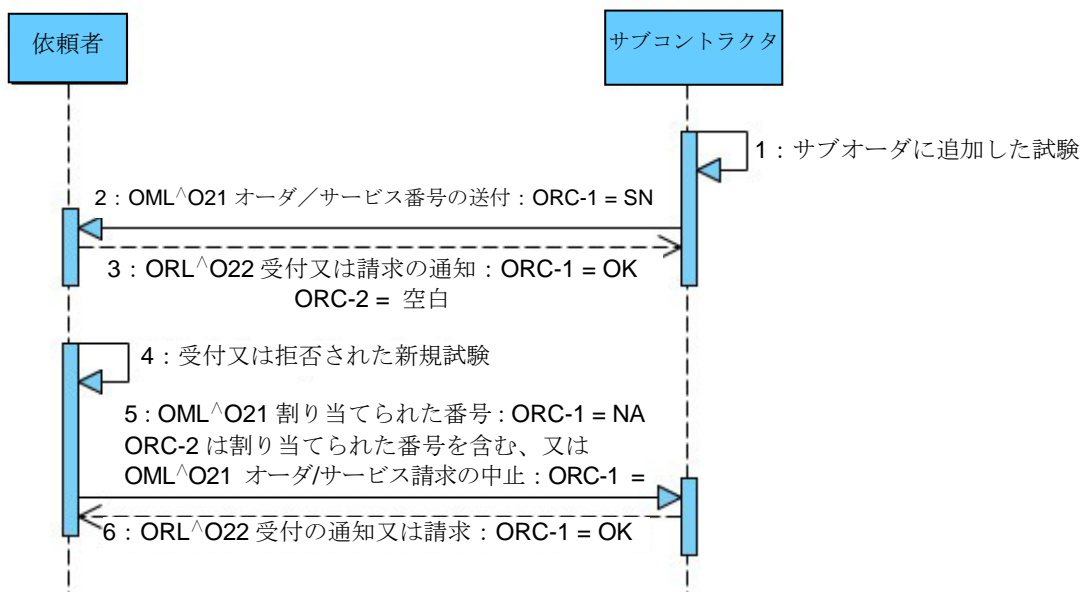 依頼者
サブコントラクタ
1：サブオーダに追加した試験
2：OML^O21 オーダ／サービス番号の送付：ORC-1 = SN
3：ORL^O22 受付又は請求の通知：ORC-1 = OK
ORC-2 = 空白
4：受付又は拒否された新規試験
5：OML^O21 割り当てられた番号：ORC-1 = NA
ORC-2 は割り当てられた番号を含む、又は
OML^O21 オーダ/サービス請求の中止：ORC-1 =
6：ORL^O22 受付の通知又は請求：ORC-1 = OK